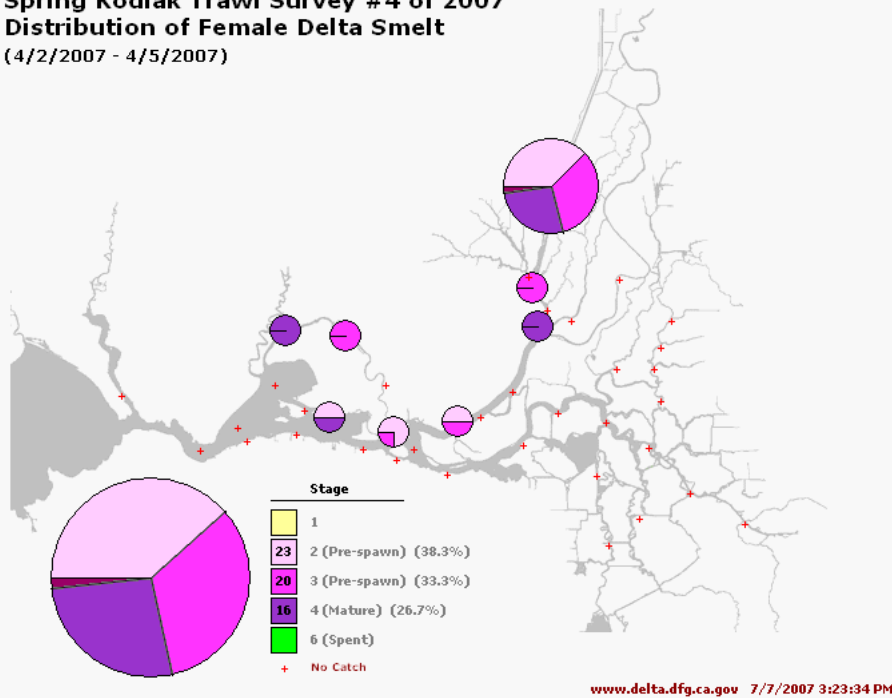 Spring Kodiak Trawl Survey #4 of 2007
Distribution of Female Delta Smelt
(4/2/2007 - 4/5/2007)
Stage
1
23 2 (Pre-spawn) (38.3%)
20 3 (Pre-spawn) (33.3%)
16 4 (Mature) (26.7%)
6 (Spent)
No Catch
www.delta.dfg.ca.gov 7/7/2007 3:23:34 PM